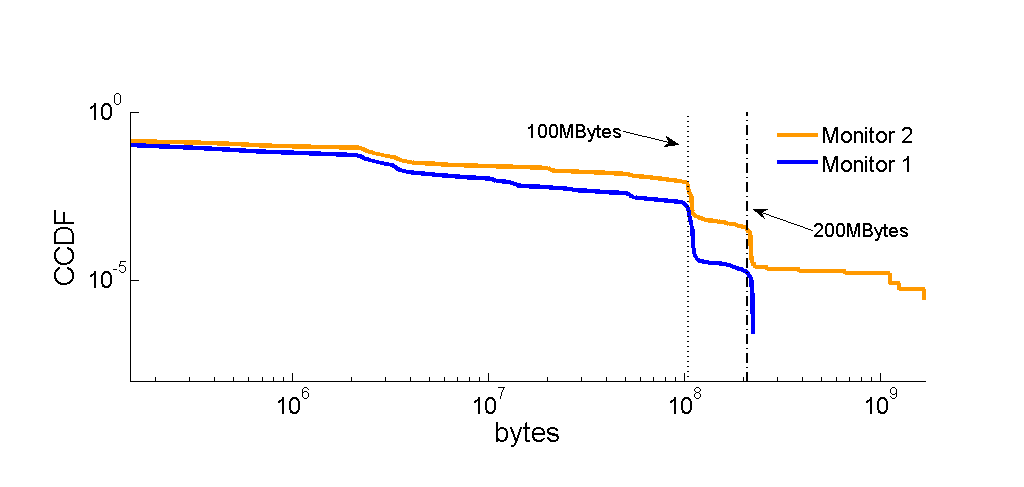 10^0
100MBytes
Monitor 2
Monitor 1
CCDF
200MBytes
10^-5
10^6
10^7
10^8
10^9
bytes